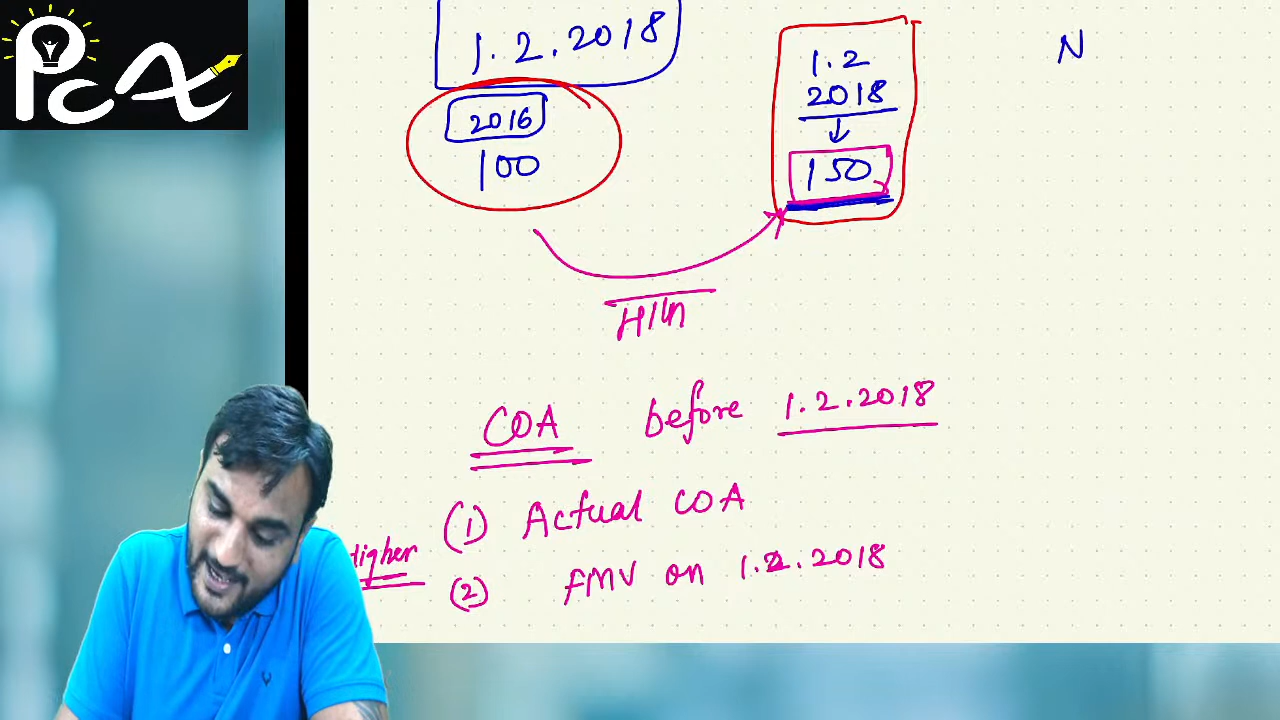 PCA
1.2.2018
2016
100
1.2
2018
150
N
COA before 1.2.2018
(1) Actual COA
Higher
(2) FMV on 1.2.2018